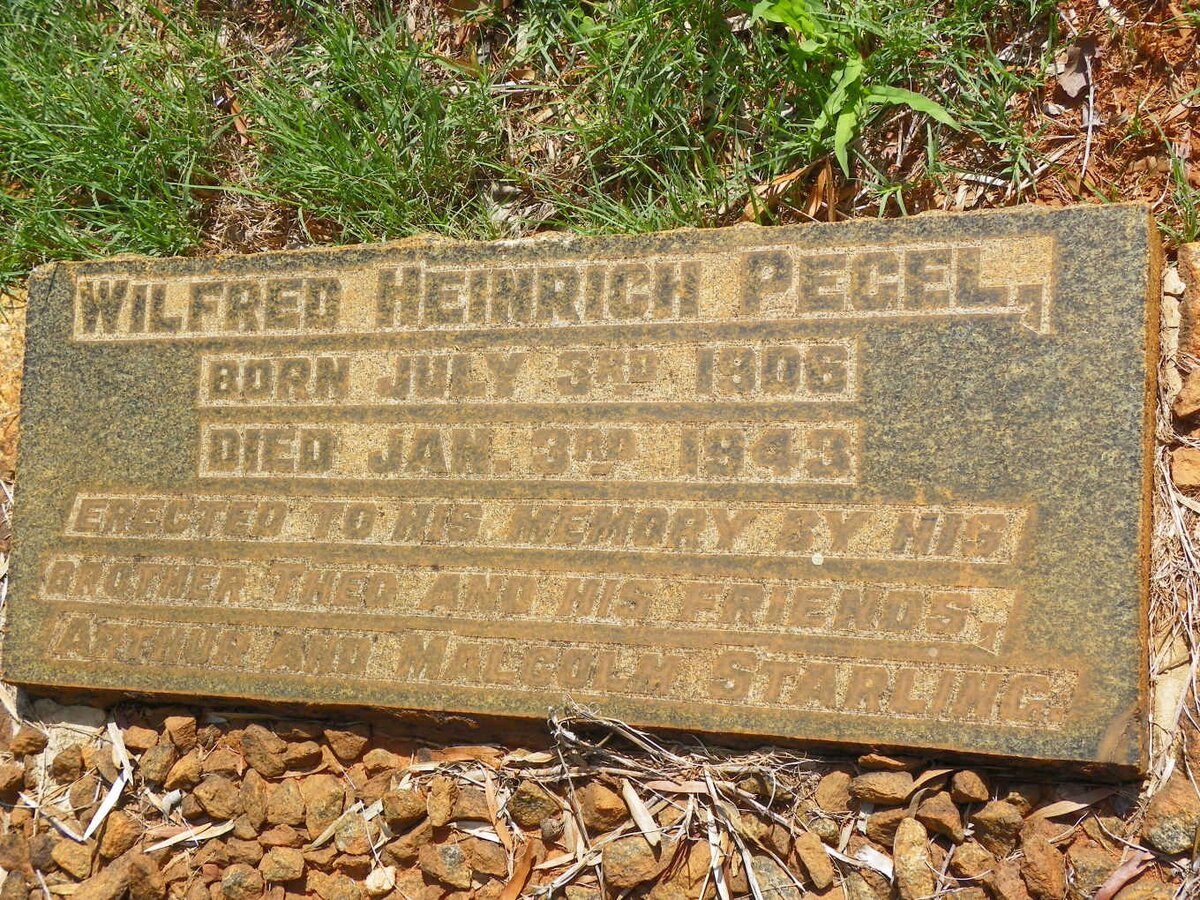 WILFRED HEINRICH PECEL,
BORN JULY 3RD 1906
DIED JAN. 3RD 1943
ERECTED TO HIS MEMORY BY HIS
BROTHER THEO AND HIS FRIENDS,
ARTHUR AND MALCOLM STARLING.